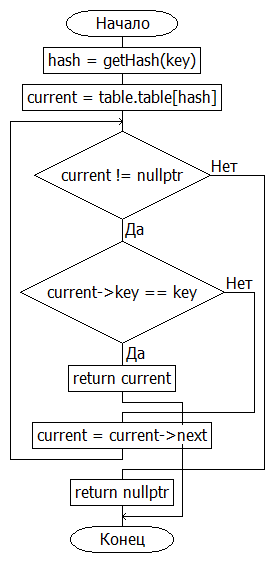 Начало
hash = getHash(key)
current = table.table[hash]
current != nullptr
Нет
Да
current->key == key
Нет
Да
return current
current = current->next
return nullptr
Конец